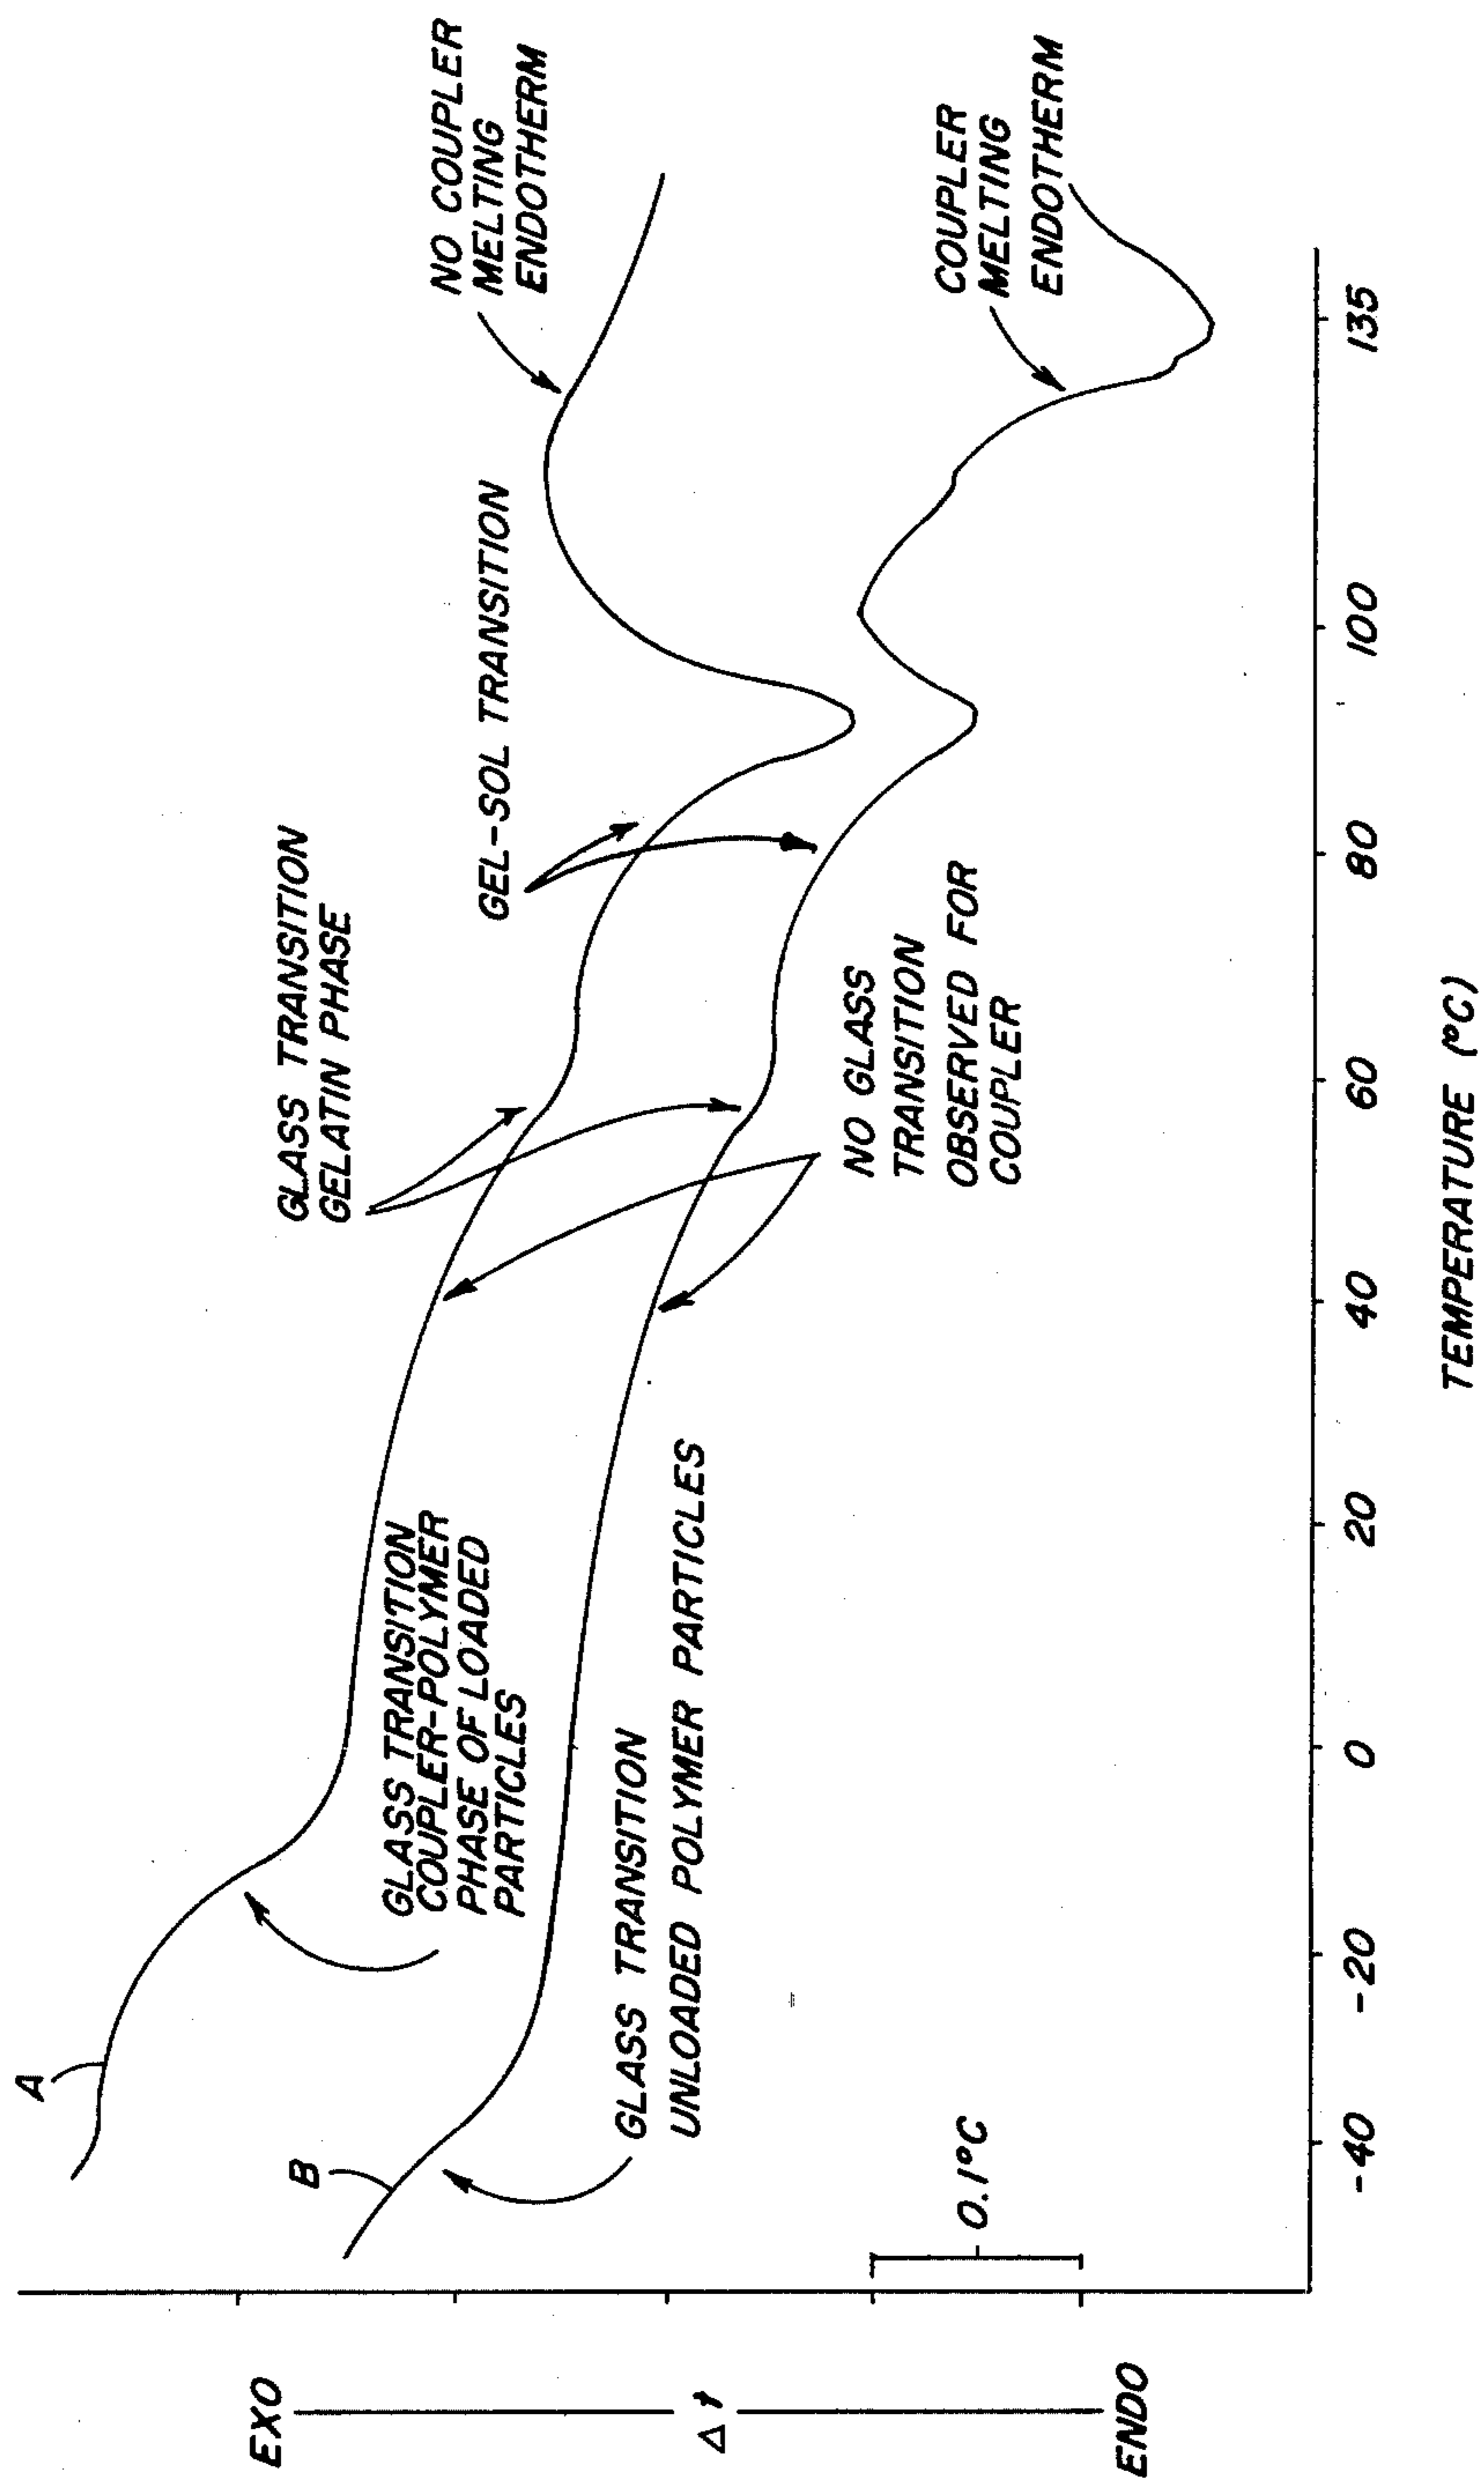 A
B
EXO
Δt
ENDO
0.1°C
GLASS TRANSITION
COUPLER-POLYMER
PHASE OF LOADED
PARTICLES
GLASS TRANSITION
UNLOADED POLYMER PARTICLES
GLASS TRANSITION
GELATIN PHASE
NO GLASS
TRANSITION
OBSERVED FOR
COUPLER
GEL-SOL TRANSITION
NO COUPLER
MELTING
ENDOTHERM
COUPLER
MELTING
ENDOTHERM
-40 -20 0 20 40 60 80 100 135
TEMPERATURE (°C)